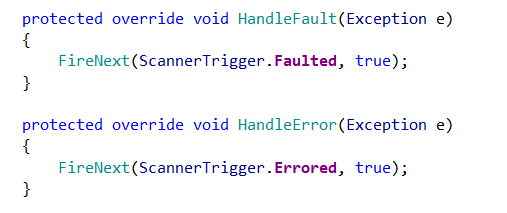 protected override void HandleFault(Exception e)
{
    FireNext(ScannerTrigger.Faulted, true);
}

protected override void HandleError(Exception e)
{
    FireNext(ScannerTrigger.Errored, true);
}